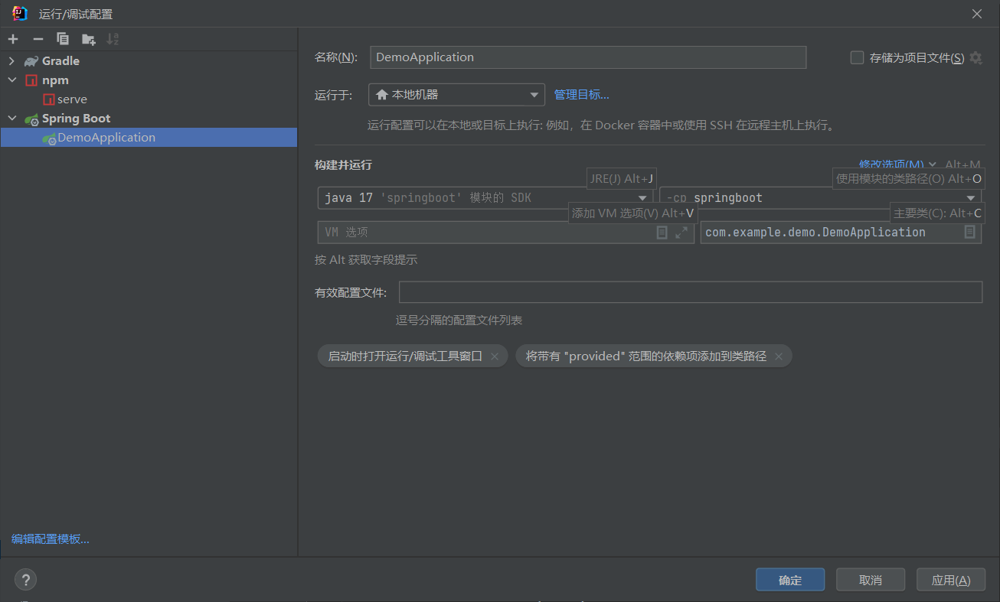 运行/调试配置
Gradle
npm
serve
Spring Boot
DemoApplication
编辑配置模板...
名称(N): DemoApplication 存储为项目文件(S)
运行于: 本地机器 管理目标...
运行配置可以在本地或目标上执行: 例如，在 Docker 容器中或使用 SSH 在远程主机上执行。
构建并运行 修改选项(M) Alt+M
JRE(J) Alt+J 使用模块的类路径(O) Alt+O
java 17 'springboot' 模块的 SDK -cp springboot
添加 VM 选项(V) Alt+V 主要类(C): Alt+C
VM 选项 com.example.demo.DemoApplication
按 Alt 获取字段提示
有效配置文件:
逗号分隔的配置文件列表
启动时打开运行/调试工具窗口 × 将带有 "provided" 范围的依赖项添加到类路径 ×
? 确定 取消 应用(A)